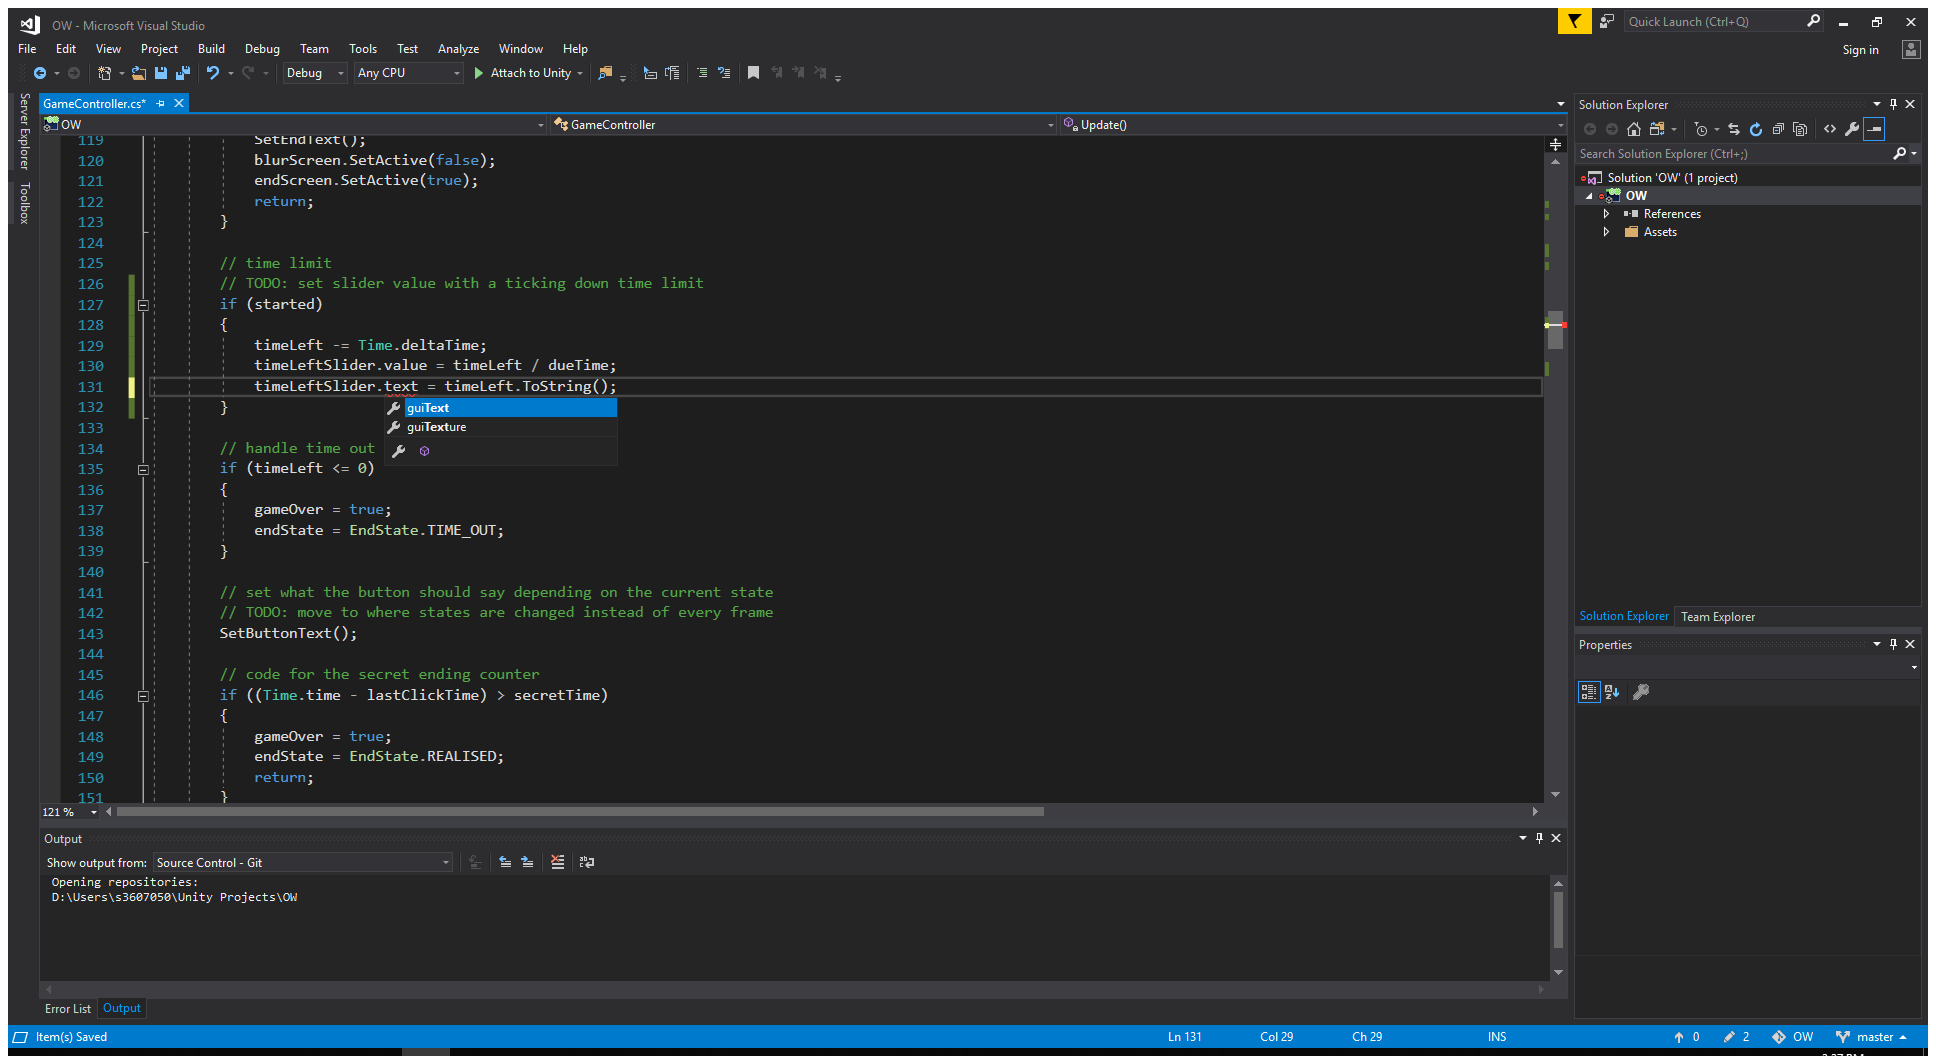 OW - Microsoft Visual Studio
Quick Launch (Ctrl+Q)
File Edit View Project Build Debug Team Tools Test Analyze Window Help
Sign in
Debug Any CPU Attach to Unity
Server Explorer
Toolbox
GameController.cs*
OW GameController Update()
119 SetEndText();
120 blurScreen.SetActive(false);
121 endScreen.SetActive(true);
122 return;
123 }
124
125 // time limit
126 // TODO: set slider value with a ticking down time limit
127 if (started)
128 {
129 timeLeft -= Time.deltaTime;
130 timeLeftSlider.value = timeLeft / dueTime;
131 timeLeftSlider.text = timeLeft.ToString();
132 }
guiText
guiTexture
133
134 // handle time out
135 if (timeLeft <= 0)
136 {
137 gameOver = true;
138 endState = EndState.TIME_OUT;
139 }
140
141 // set what the button should say depending on the current state
142 // TODO: move to where states are changed instead of every frame
143 SetButtonText();
144
145 // code for the secret ending counter
146 if ((Time.time - lastClickTime) > secretTime)
147 {
148 gameOver = true;
149 endState = EndState.REALISED;
150 return;
151 }
121 %
Output
Show output from: Source Control - Git
Opening repositories:
D:\Users\s3607050\Unity Projects\OW
Error List Output
Solution Explorer
Search Solution Explorer (Ctrl+;)
Solution 'OW' (1 project)
OW
References
Assets
Solution Explorer Team Explorer
Properties
Item(s) Saved Ln 131 Col 29 Ch 29 INS 0 2 OW master